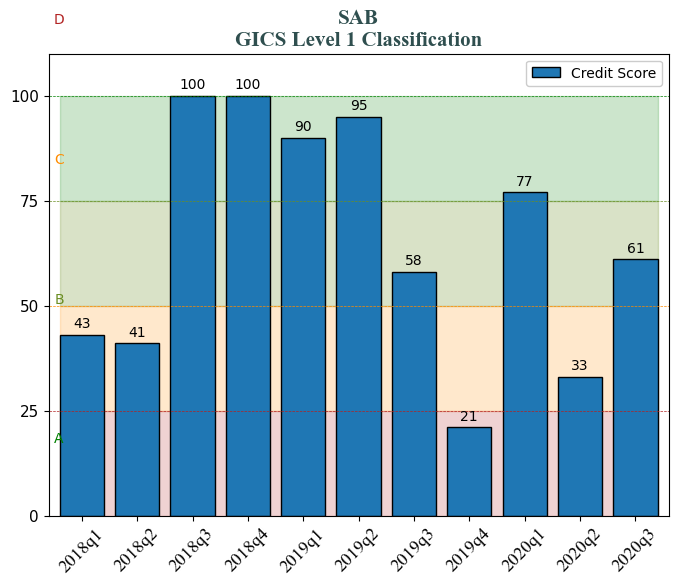 D
SAB
GICS Level 1 Classification
Credit Score
100
75
50
25
0
C
B
A
43
41
100
100
90
95
58
21
77
33
61
2018q1
2018q2
2018q3
2018q4
2019q1
2019q2
2019q3
2019q4
2020q1
2020q2
2020q3